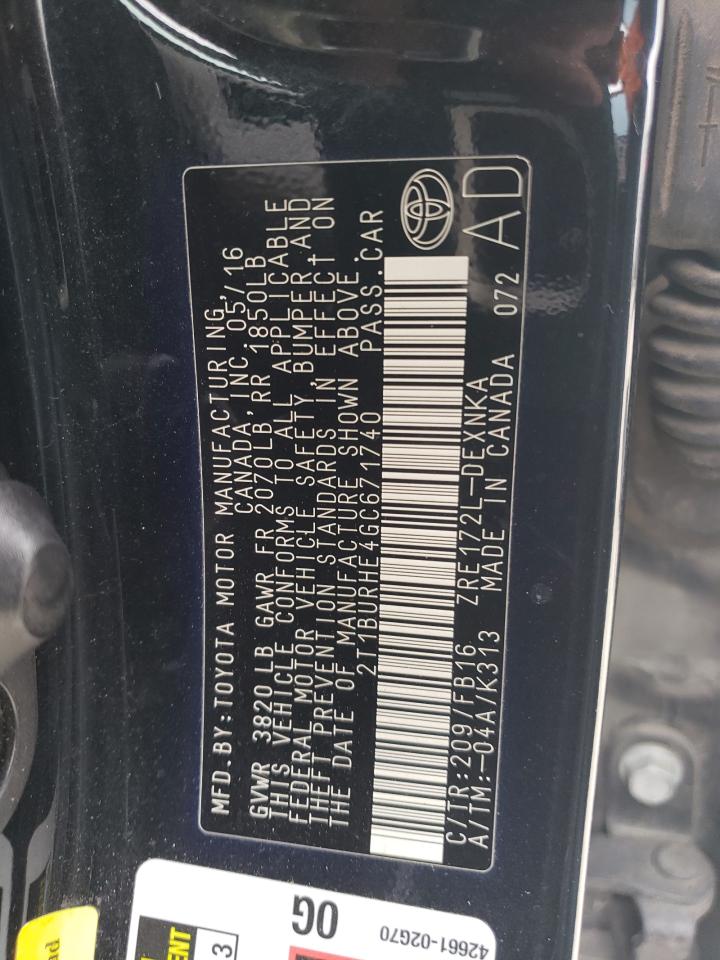 MFD.BY:TOYOTA MOTOR MANUFACTURING,
CANADA, INC. 05/16
GVWR 3820LB GAWR FR 2070LB, RR 1850LB
THIS VEHICLE CONFORMS TO ALL APPLICABLE
FEDERAL MOTOR VEHICLE SAFETY, BUMPER, AND
THEFT PREVENTION STANDARDS IN EFFECT ON
THE DATE OF MANUFACTURE SHOWN ABOVE.
2T1BURHE4GC671740 PASS.CAR
C/TR:209/FB16 ZRE172L-DEXNKA
A/TM:-04A/K313 MADE IN CANADA 072
AD
0G
42661-02G70
3